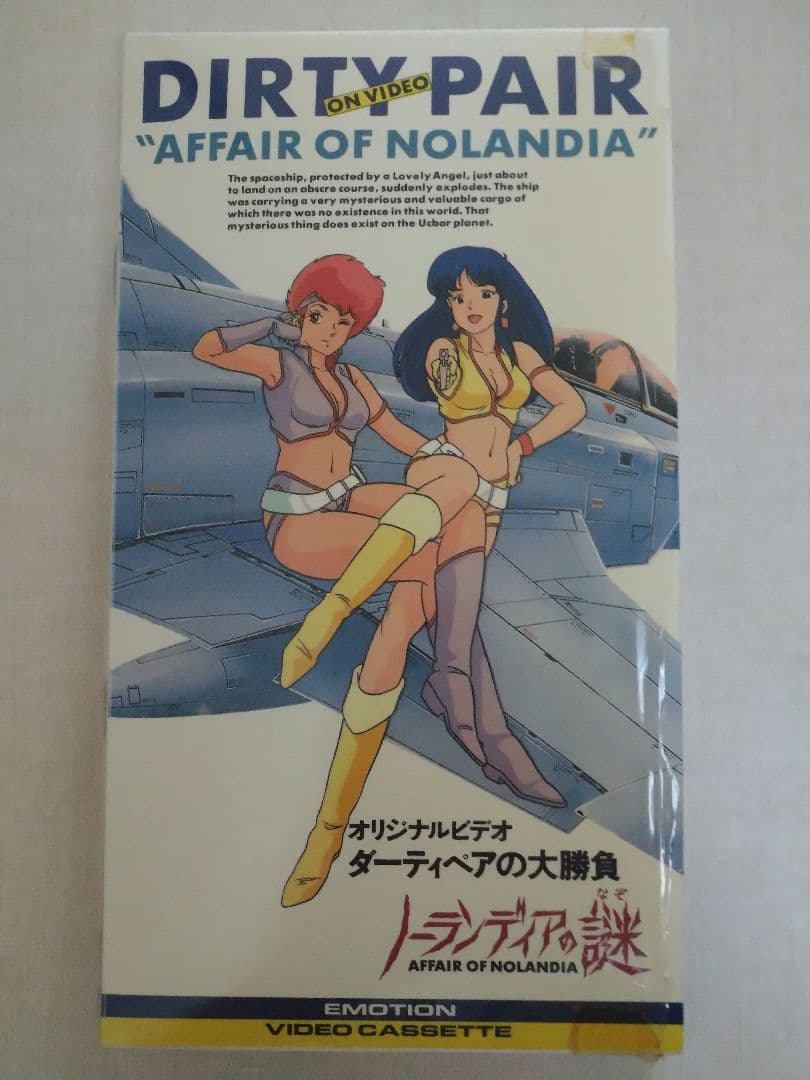 DIRTY PAIR
ON VIDEO
"AFFAIR OF NOLANDIA"
The spaceship, protected by a Lovely Angel, just about
to land on an abscre course, suddenly explodes. The ship
was carrying a very mysterious and valuable cargo of
which there was no existence in this world. That
mysterious thing does exist on the Ucbar planet.
オリジナルビデオ
ダーティペアの大勝負
なぞ
ノーランディアの謎
AFFAIR OF NOLANDIA
EMOTION
VIDEO CASSETTE